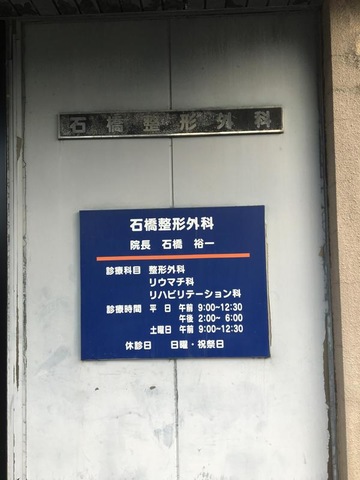 石橋整形外科
石橋整形外科
院長 石橋 裕一
診療科目 整形外科
リウマチ科
リハビリテーション科
診療時間 平日 午前 9:00~12:30
午後 2:00~ 6:00
土曜日 午前 9:00~12:30
休診日 日曜・祝祭日